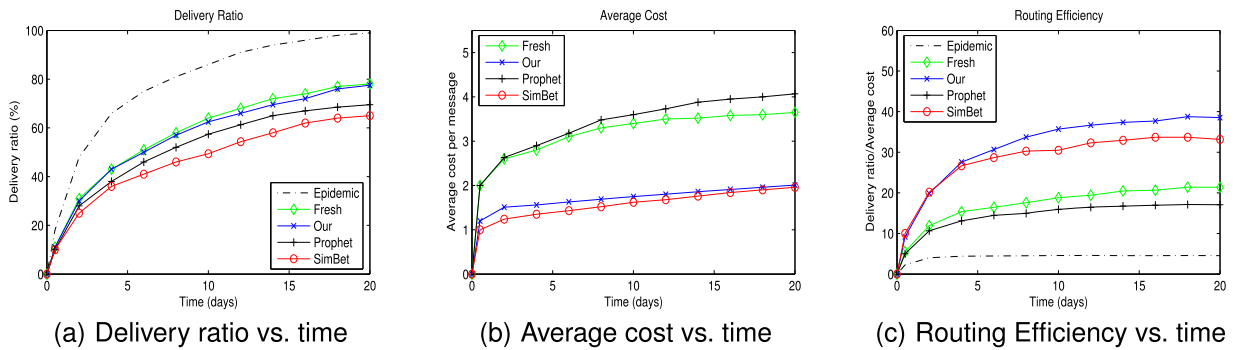 Delivery Ratio
100
80
60
40
20
0
Delivery ratio (%)
Epidemic
Fresh
Our
Prophet
SimBet
0 5 10 15 20
Time (days)
(a) Delivery ratio vs. time
Average Cost
5
4
3
2
1
0
Average cost per message
Fresh
Our
Prophet
SimBet
0 5 10 15 20
Time (days)
(b) Average cost vs. time
Routing Efficiency
60
50
40
30
20
10
0
Delivery ratio/Average cost
Epidemic
Fresh
Our
Prophet
SimBet
0 5 10 15 20
Time (days)
(c) Routing Efficiency vs. time